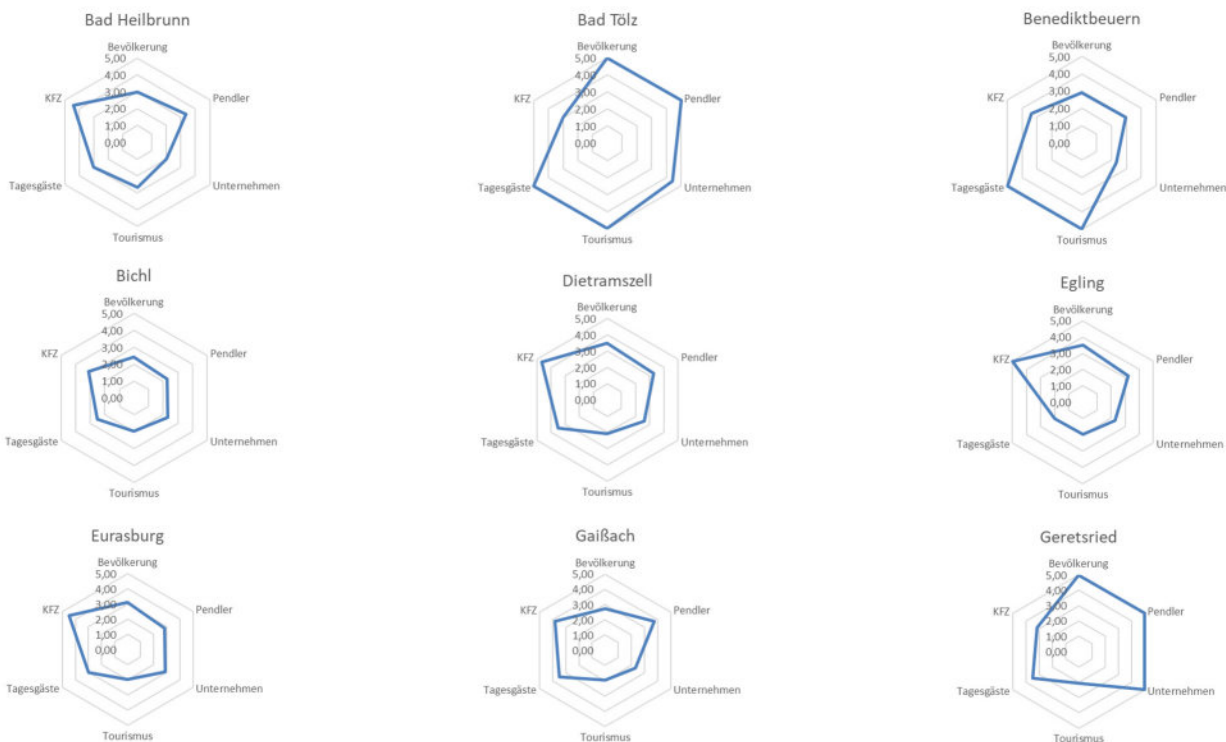 Bad Heilbrunn
Bevölkerung
5,00
4,00
KFZ
3,00
Pendler
2,00
1,00
0,00
Tagesgäste
Unternehmen
Tourismus
Bad Tölz
Bevölkerung
5,00
4,00
KFZ
3,00
Pendler
2,00
1,00
0,00
Tagesgäste
Unternehmen
Tourismus
Benediktbeuern
Bevölkerung
5,00
4,00
KFZ
3,00
Pendler
2,00
1,00
0,00
Tagesgäste
Unternehmen
Tourismus
Bichl
Bevölkerung
5,00
4,00
KFZ
3,00
Pendler
2,00
1,00
0,00
Tagesgäste
Unternehmen
Tourismus
Dietramszell
Bevölkerung
5,00
4,00
KFZ
3,00
Pendler
2,00
1,00
0,00
Tagesgäste
Unternehmen
Tourismus
Egling
Bevölkerung
5,00
4,00
KFZ
3,00
Pendler
2,00
1,00
0,00
Tagesgäste
Unternehmen
Tourismus
Eurasburg
Bevölkerung
5,00
4,00
KFZ
3,00
Pendler
2,00
1,00
0,00
Tagesgäste
Unternehmen
Tourismus
Gaißach
Bevölkerung
5,00
4,00
KFZ
3,00
Pendler
2,00
1,00
0,00
Tagesgäste
Unternehmen
Tourismus
Geretsried
Bevölkerung
5,00
4,00
KFZ
3,00
Pendler
2,00
1,00
0,00
Tagesgäste
Unternehmen
Tourismus